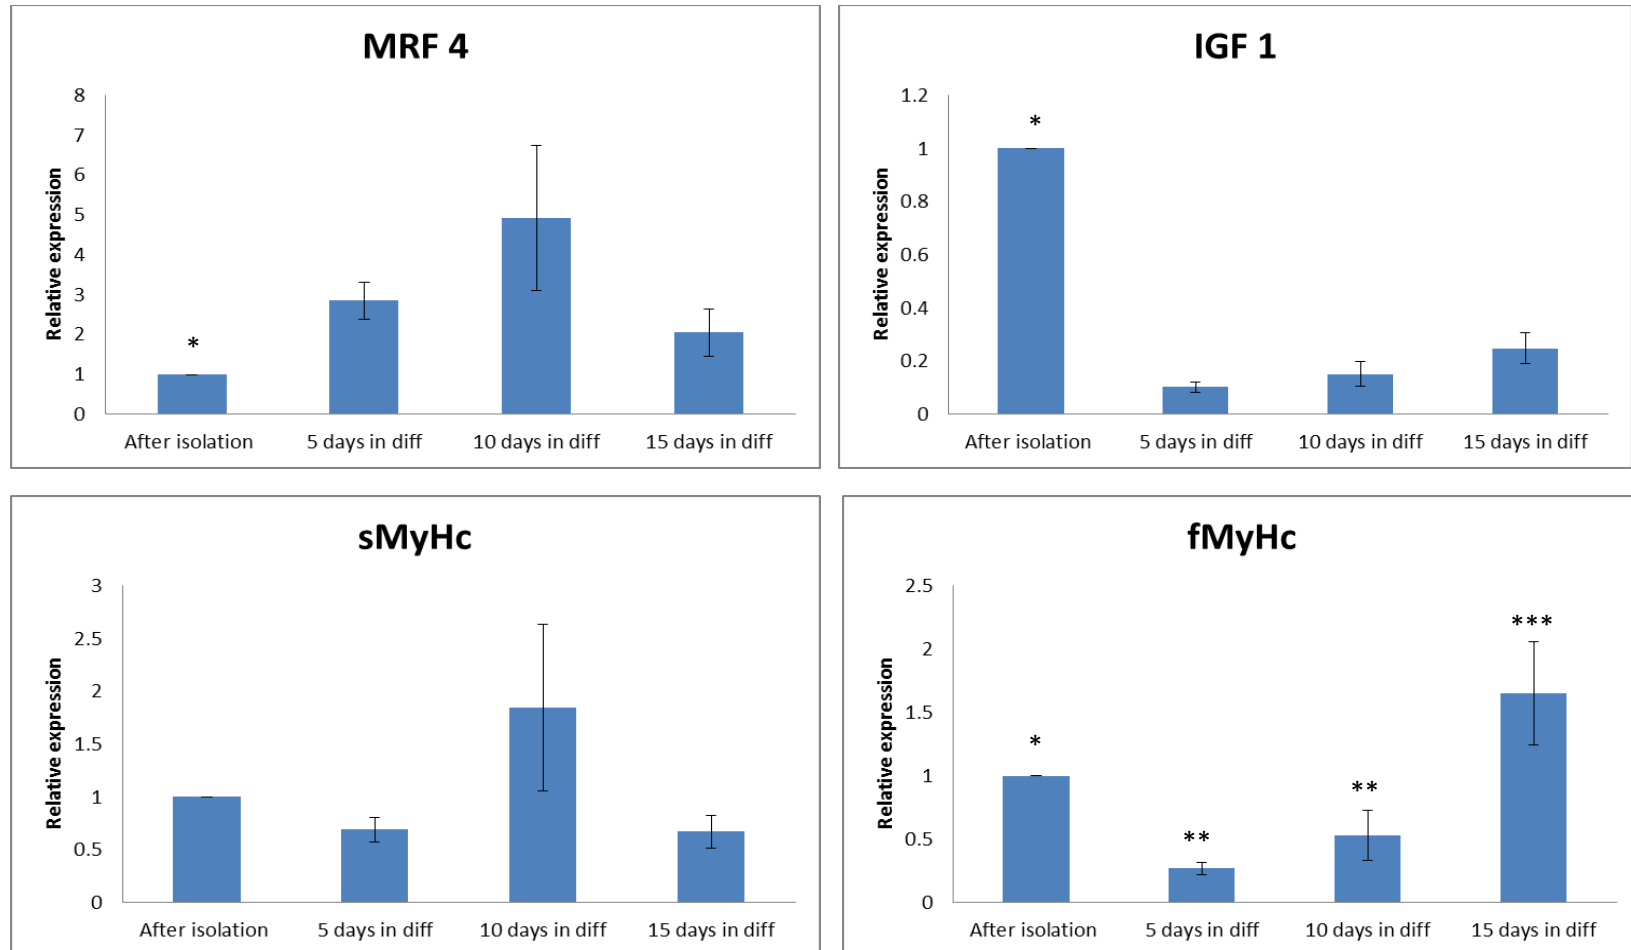 MRF 4
8
7
6
5
4
3
2
1
0
Relative expression
*
After isolation 5 days in diff 10 days in diff 15 days in diff
IGF 1
1.2
1
0.8
0.6
0.4
0.2
0
Relative expression
*
After isolation 5 days in diff 10 days in diff 15 days in diff
sMyHc
3
2.5
2
1.5
1
0.5
0
Relative expression
After isolation 5 days in diff 10 days in diff 15 days in diff
fMyHc
2.5
2
1.5
1
0.5
0
Relative expression
*
**
**
***
After isolation 5 days in diff 10 days in diff 15 days in diff